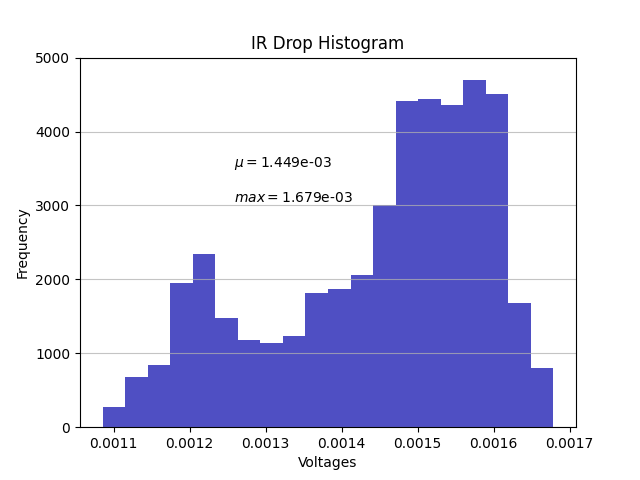 IR Drop Histogram
5000
4000
3000
2000
1000
0
Frequency
μ = 1.449e-03
max = 1.679e-03
0.0011 0.0012 0.0013 0.0014 0.0015 0.0016 0.0017
Voltages